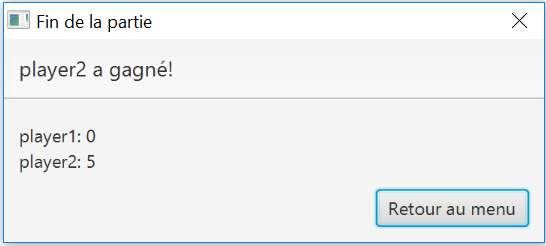 Fin de la partie
player2 a gagné!
player1: 0
player2: 5
Retour au menu